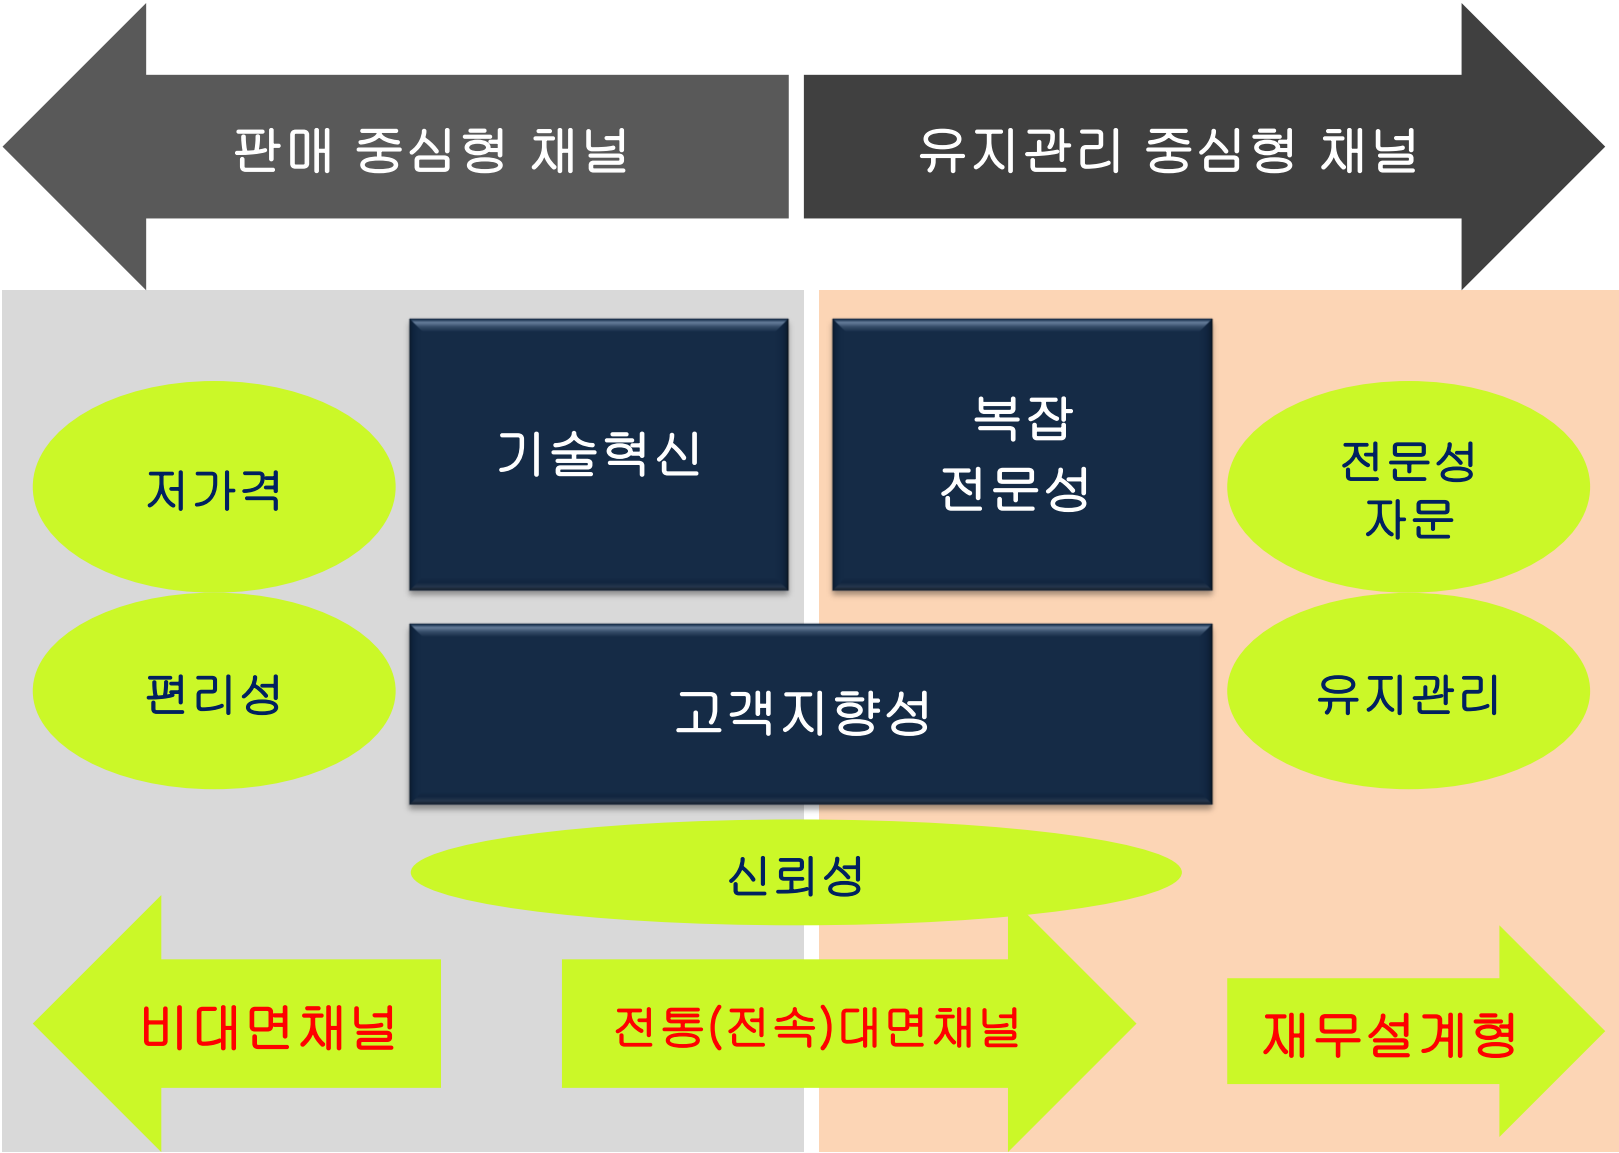 판매 중심형 채널
유지관리 중심형 채널
기술혁신
복잡
전문성
저가격
전문성
자문
편리성
고객지향성
유지관리
신뢰성
비대면채널
전통(전속)대면채널
재무설계형